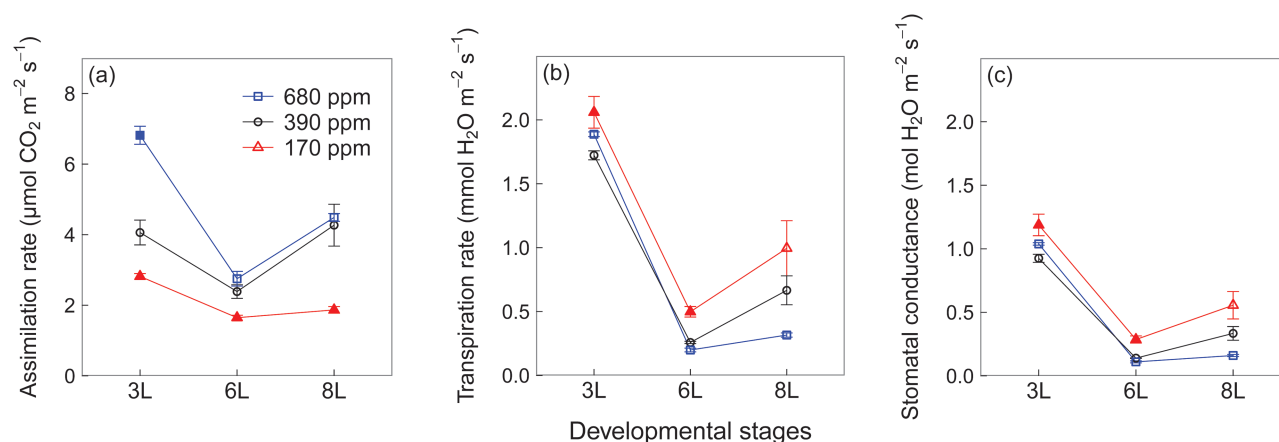 (a)
Assimilation rate (µmol CO₂ m⁻² s⁻¹)
8
6
4
2
0
680 ppm
390 ppm
170 ppm
3L 6L 8L
(b)
Transpiration rate (mmol H₂O m⁻² s⁻¹)
2.0
1.5
1.0
0.5
0.0
3L 6L 8L
(c)
Stomatal conductance (mol H₂O m⁻² s⁻¹)
2.0
1.5
1.0
0.5
0.0
3L 6L 8L
Developmental stages